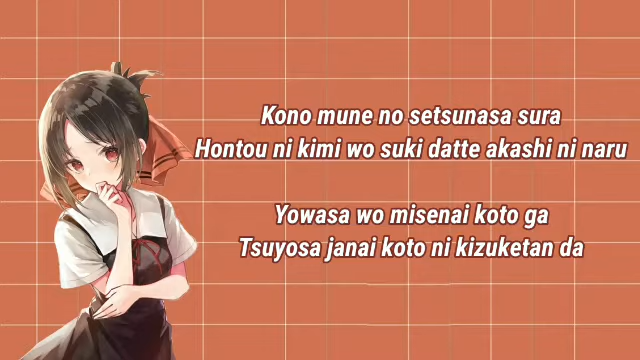 Kono mune no setsunasa sura
Hontou ni kimi wo suki datte akashi ni naru
Yowasa wo misenai koto ga
Tsuyosa janai koto ni kizuketan da